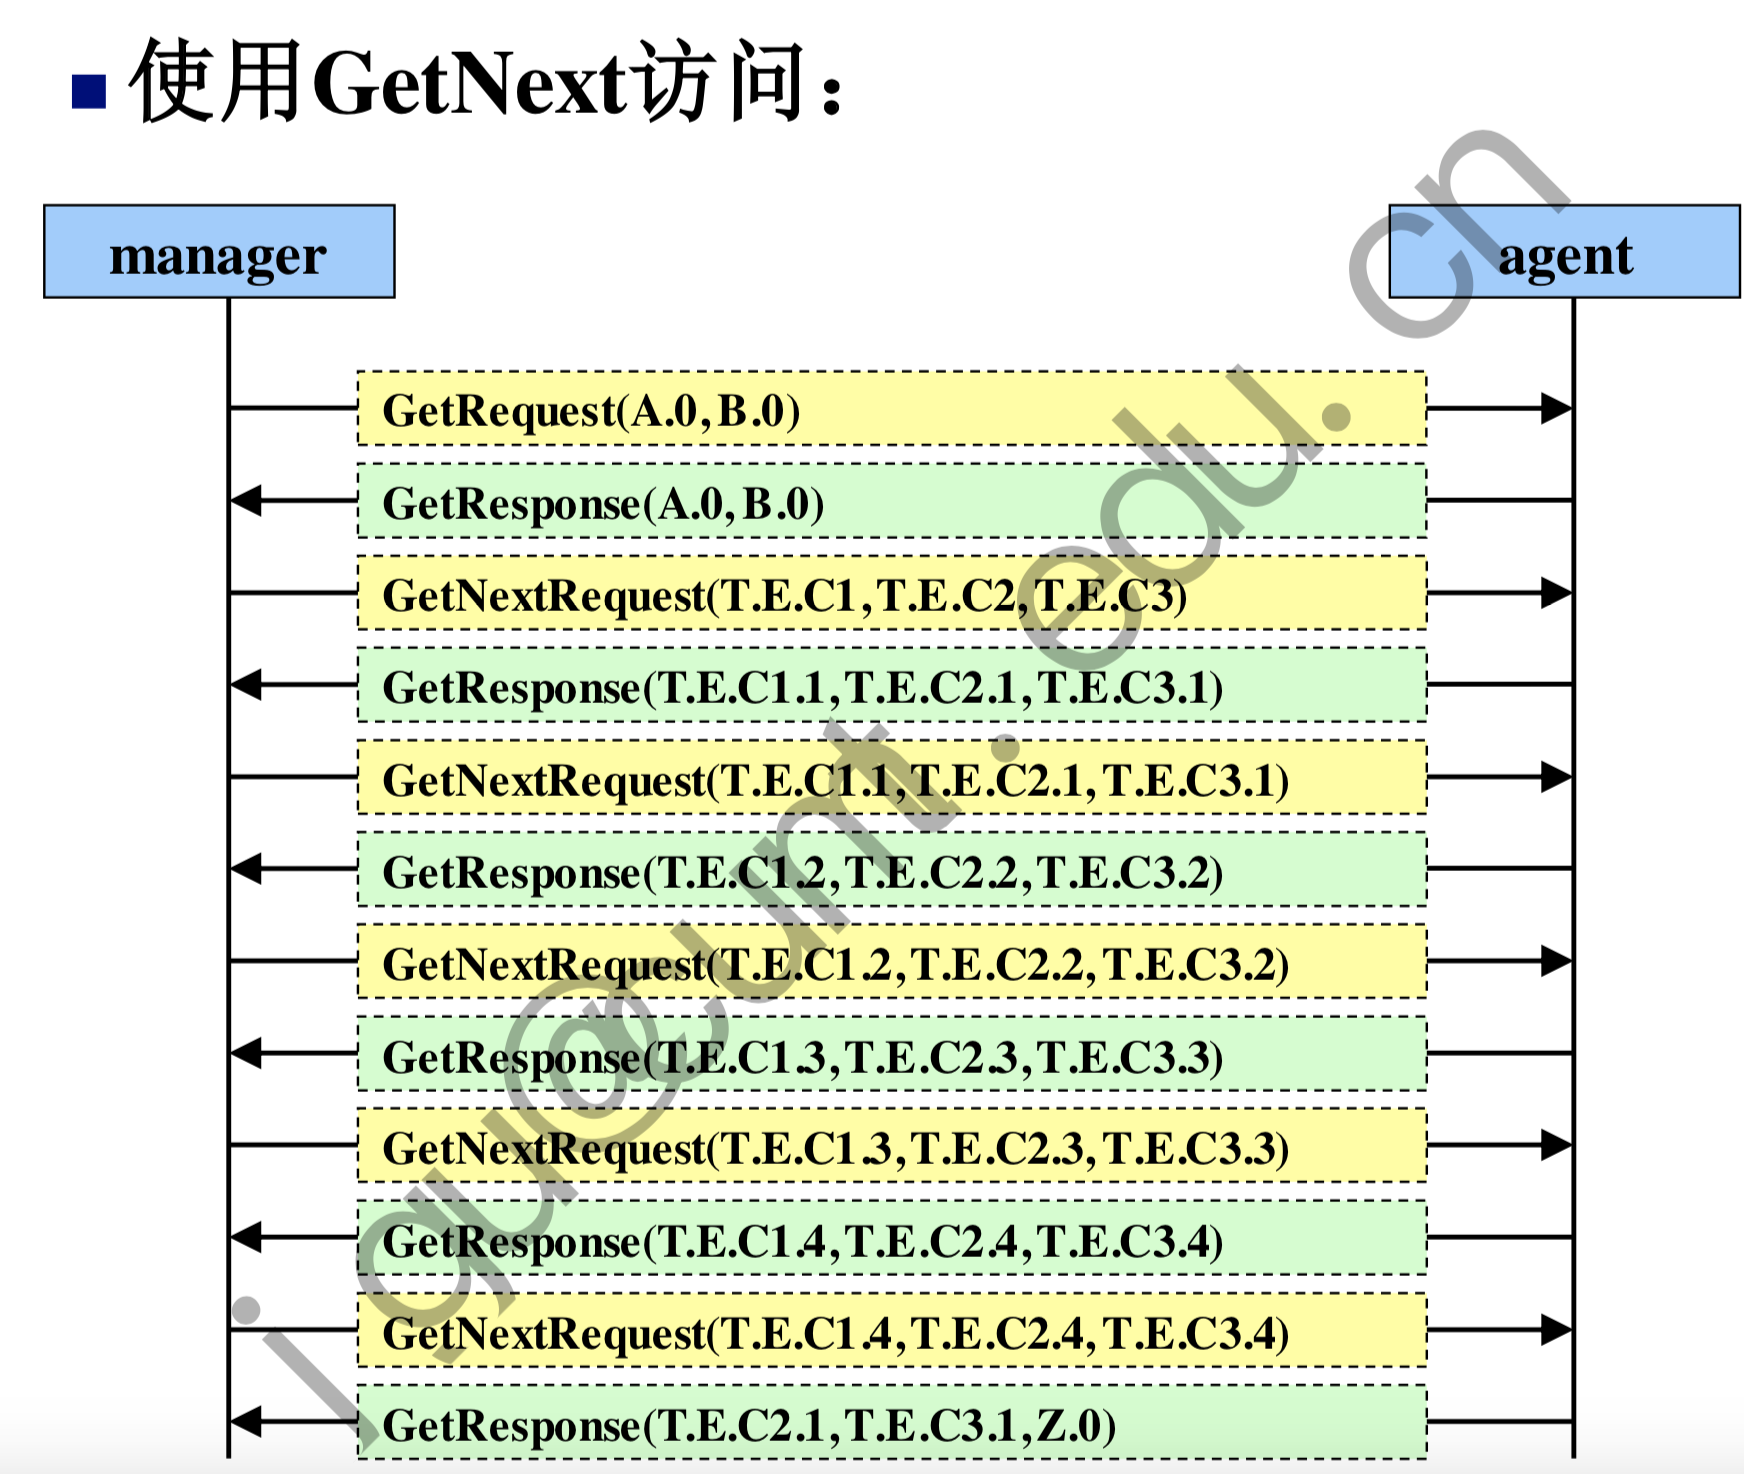 使用GetNext访问：
manager
agent
GetRequest(A.0, B.0)
GetResponse(A.0, B.0)
GetNextRequest(T.E.C1, T.E.C2, T.E.C3)
GetResponse(T.E.C1.1, T.E.C2.1, T.E.C3.1)
GetNextRequest(T.E.C1.1, T.E.C2.1, T.E.C3.1)
GetResponse(T.E.C1.2, T.E.C2.2, T.E.C3.2)
GetNextRequest(T.E.C1.2, T.E.C2.2, T.E.C3.2)
GetResponse(T.E.C1.3, T.E.C2.3, T.E.C3.3)
GetNextRequest(T.E.C1.3, T.E.C2.3, T.E.C3.3)
GetResponse(T.E.C1.4, T.E.C2.4, T.E.C3.4)
GetNextRequest(T.E.C1.4, T.E.C2.4, T.E.C3.4)
GetResponse(T.E.C2.1, T.E.C3.1, Z.0)